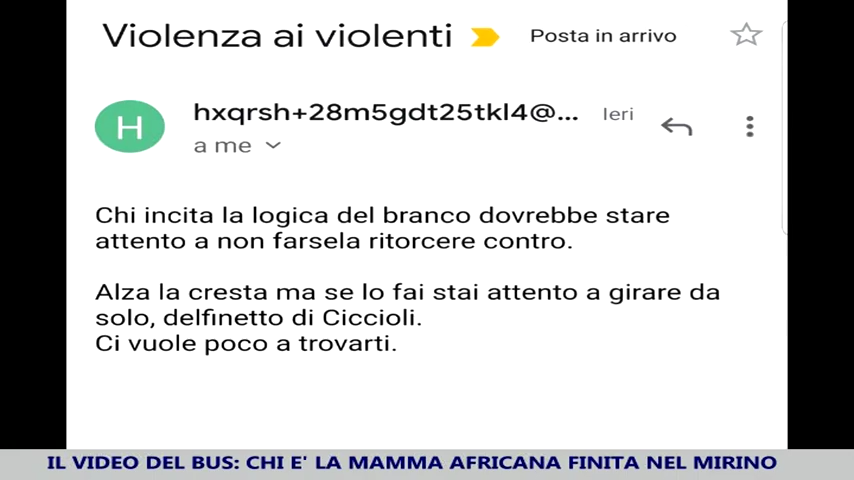 Violenza ai violenti Posta in arrivo
H
hxqrsh+28m5gdt25tkl4@... Ieri
a me
Chi incita la logica del branco dovrebbe stare
attento a non farsela ritorcere contro.
Alza la cresta ma se lo fai stai attento a girare da
solo, delfinetto di Ciccioli.
Ci vuole poco a trovarti.
IL VIDEO DEL BUS: CHI E' LA MAMMA AFRICANA FINITA NEL MIRINO